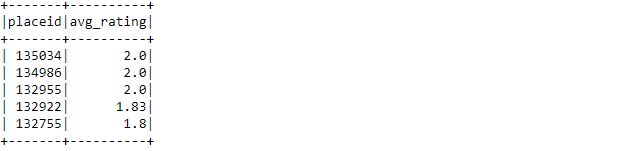 +-------+----------+
|placeid|avg_rating|
+-------+----------+
| 135034|       2.0|
| 134986|       2.0|
| 132955|       2.0|
| 132922|      1.83|
| 132755|       1.8|
+-------+----------+